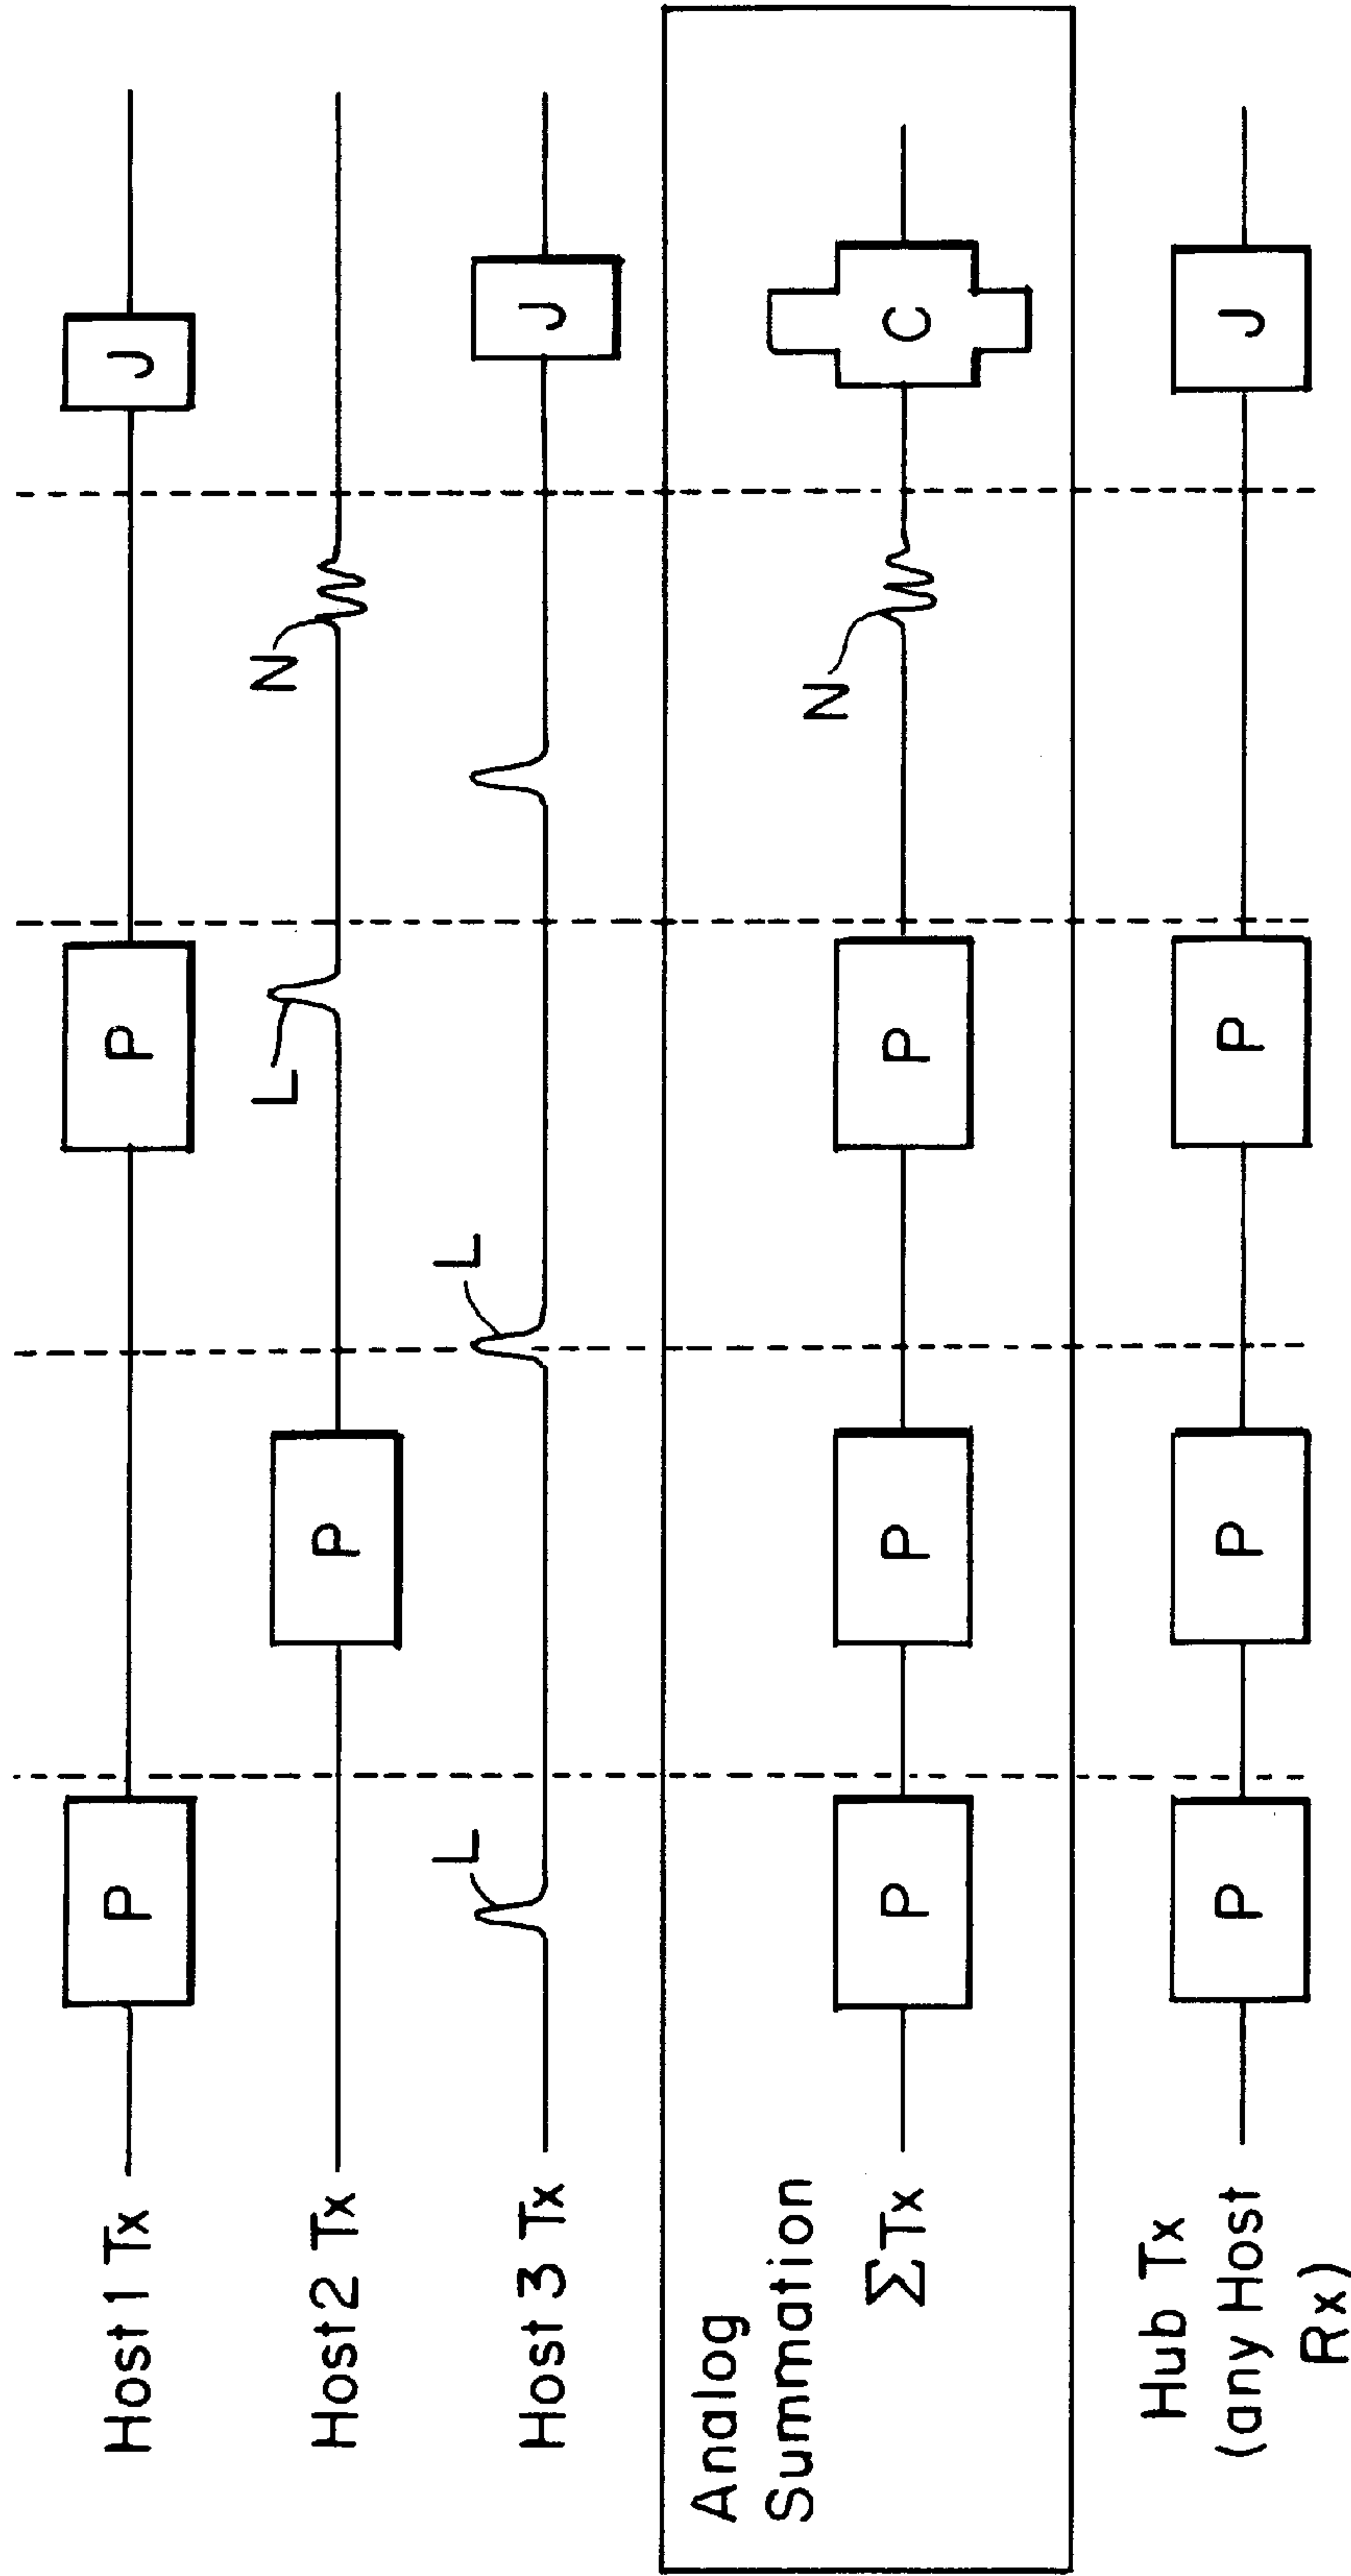 Host 1 Tx
P
P
J
Host 2 Tx
P
L
N
Host 3 Tx
L
L
J
Analog
Summation
ΣTx
P
P
P
N
C
Hub Tx
(any Host
Rx)
P
P
P
J